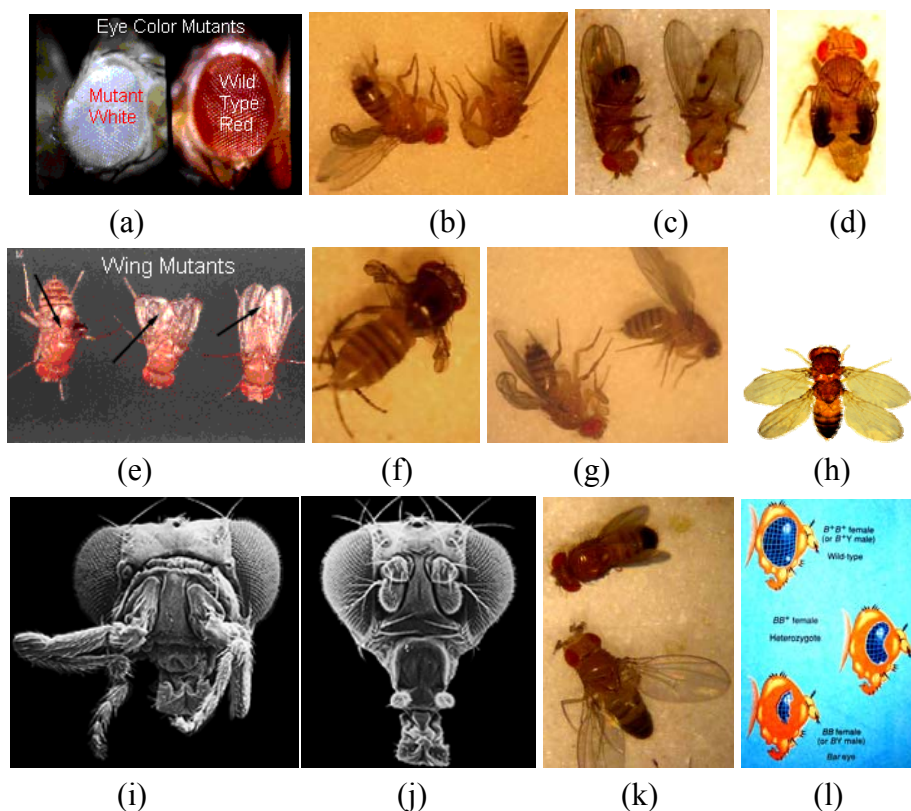 Eye Color Mutants
Mutant
White
Wild
Type
Red
(a)
(b)
(c)
(d)
Wing Mutants
(e)
(f)
(g)
(h)
B⁺B⁺ female
(or B⁺Y male)
Wild-type
BB⁺ female
Heterozygote
BB female
(or BY male)
Bar eye
(i)
(j)
(k)
(l)